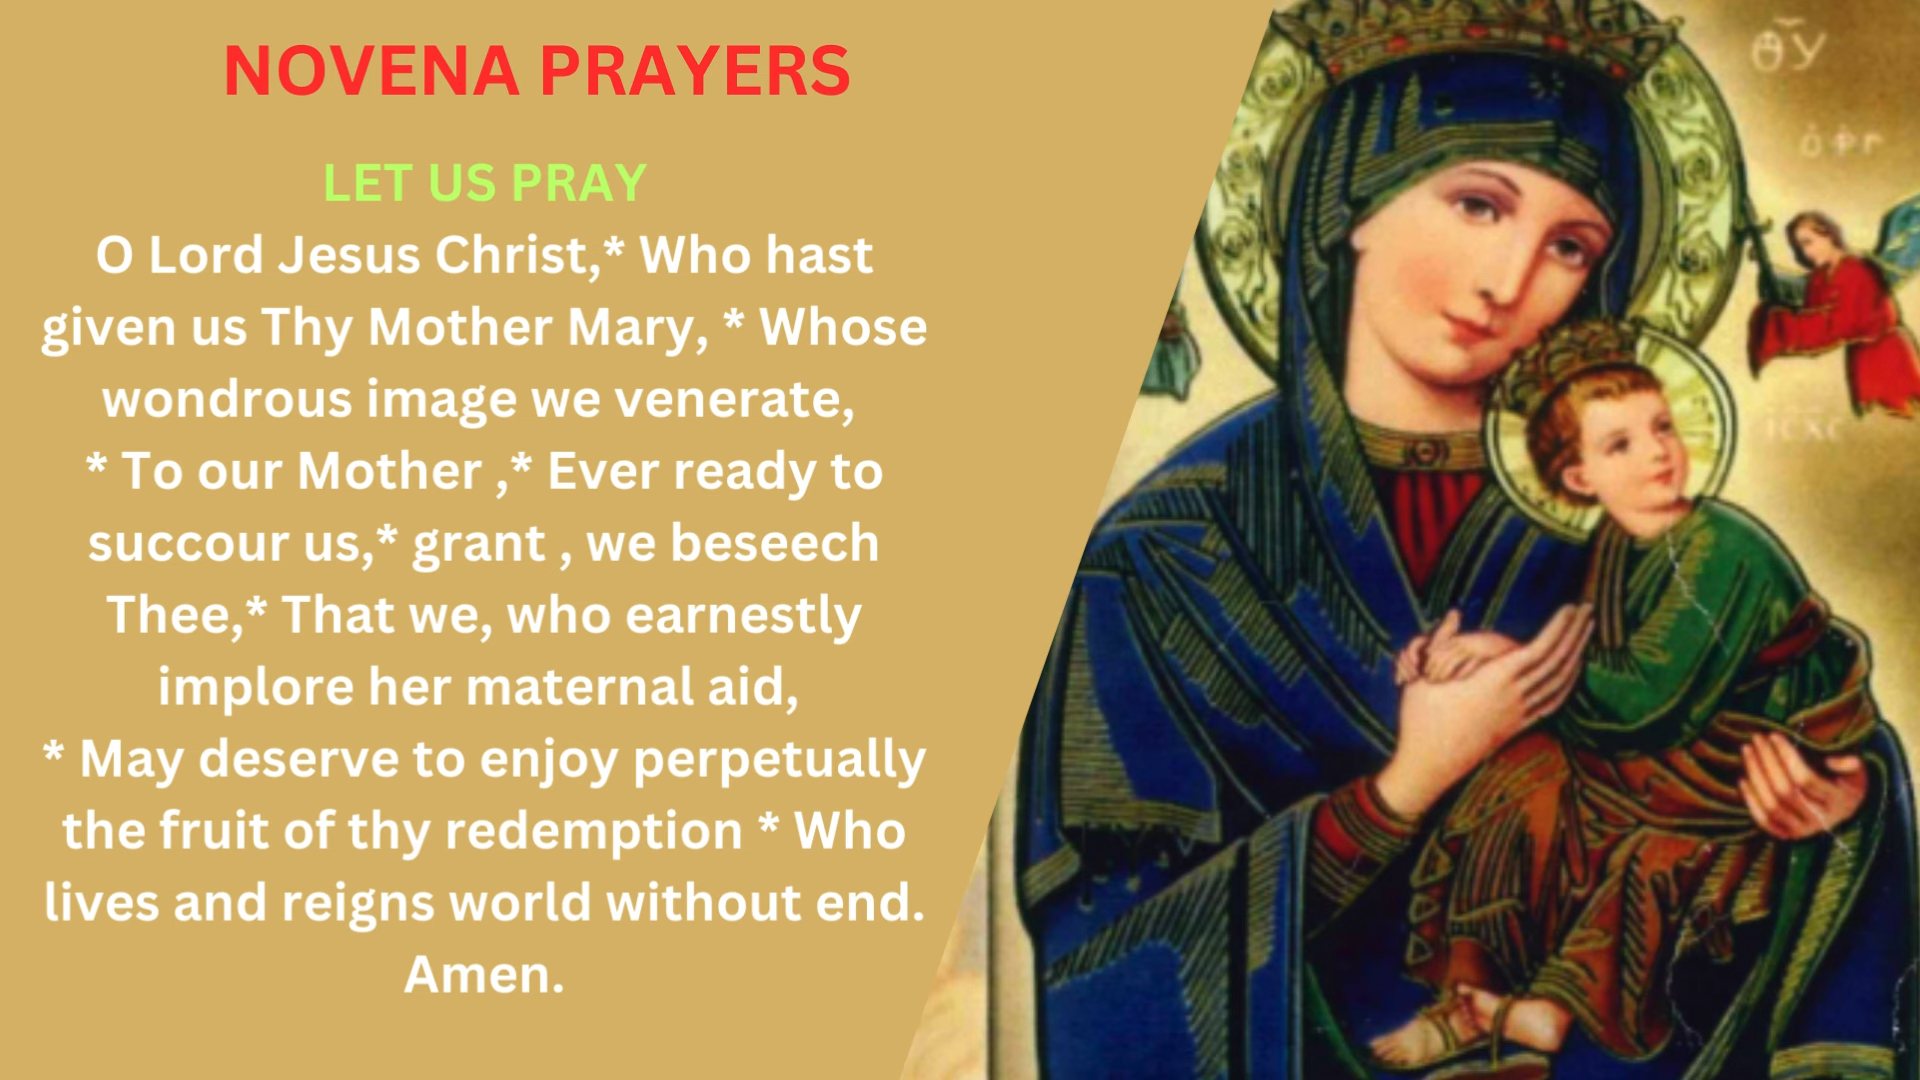 NOVENA PRAYERS
LET US PRAY
O Lord Jesus Christ,* Who hast
given us Thy Mother Mary, * Whose
wondrous image we venerate,
* To our Mother ,* Ever ready to
succour us,* grant , we beseech
Thee,* That we, who earnestly
implore her maternal aid,
* May deserve to enjoy perpetually
the fruit of thy redemption * Who
lives and reigns world without end.
Amen.
θΥ
ὁ ἀ Γ
ICXC